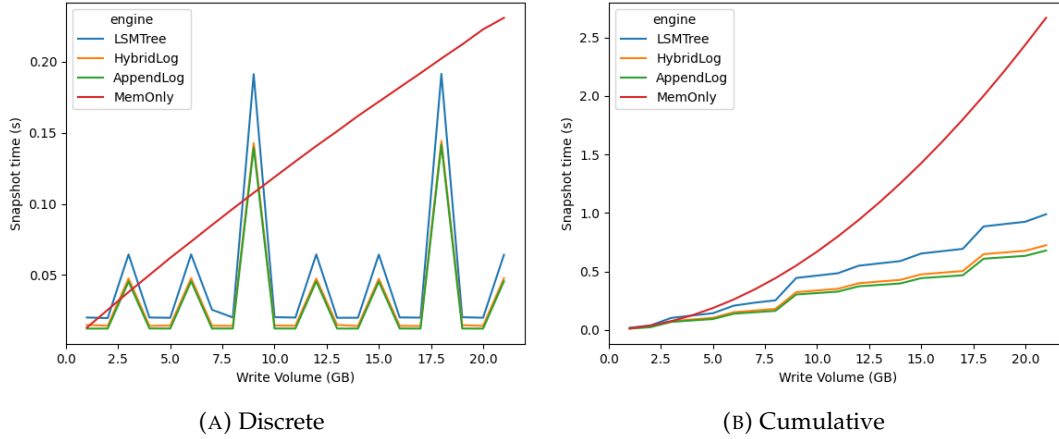 engine
LSMTree
HybridLog
AppendLog
MemOnly
Snapshot time (s)
0.20
0.15
0.10
0.05
0.0 2.5 5.0 7.5 10.0 12.5 15.0 17.5 20.0
Write Volume (GB)
(A) Discrete
engine
LSMTree
HybridLog
AppendLog
MemOnly
Snapshot time (s)
2.5
2.0
1.5
1.0
0.5
0.0
0.0 2.5 5.0 7.5 10.0 12.5 15.0 17.5 20.0
Write Volume (GB)
(B) Cumulative